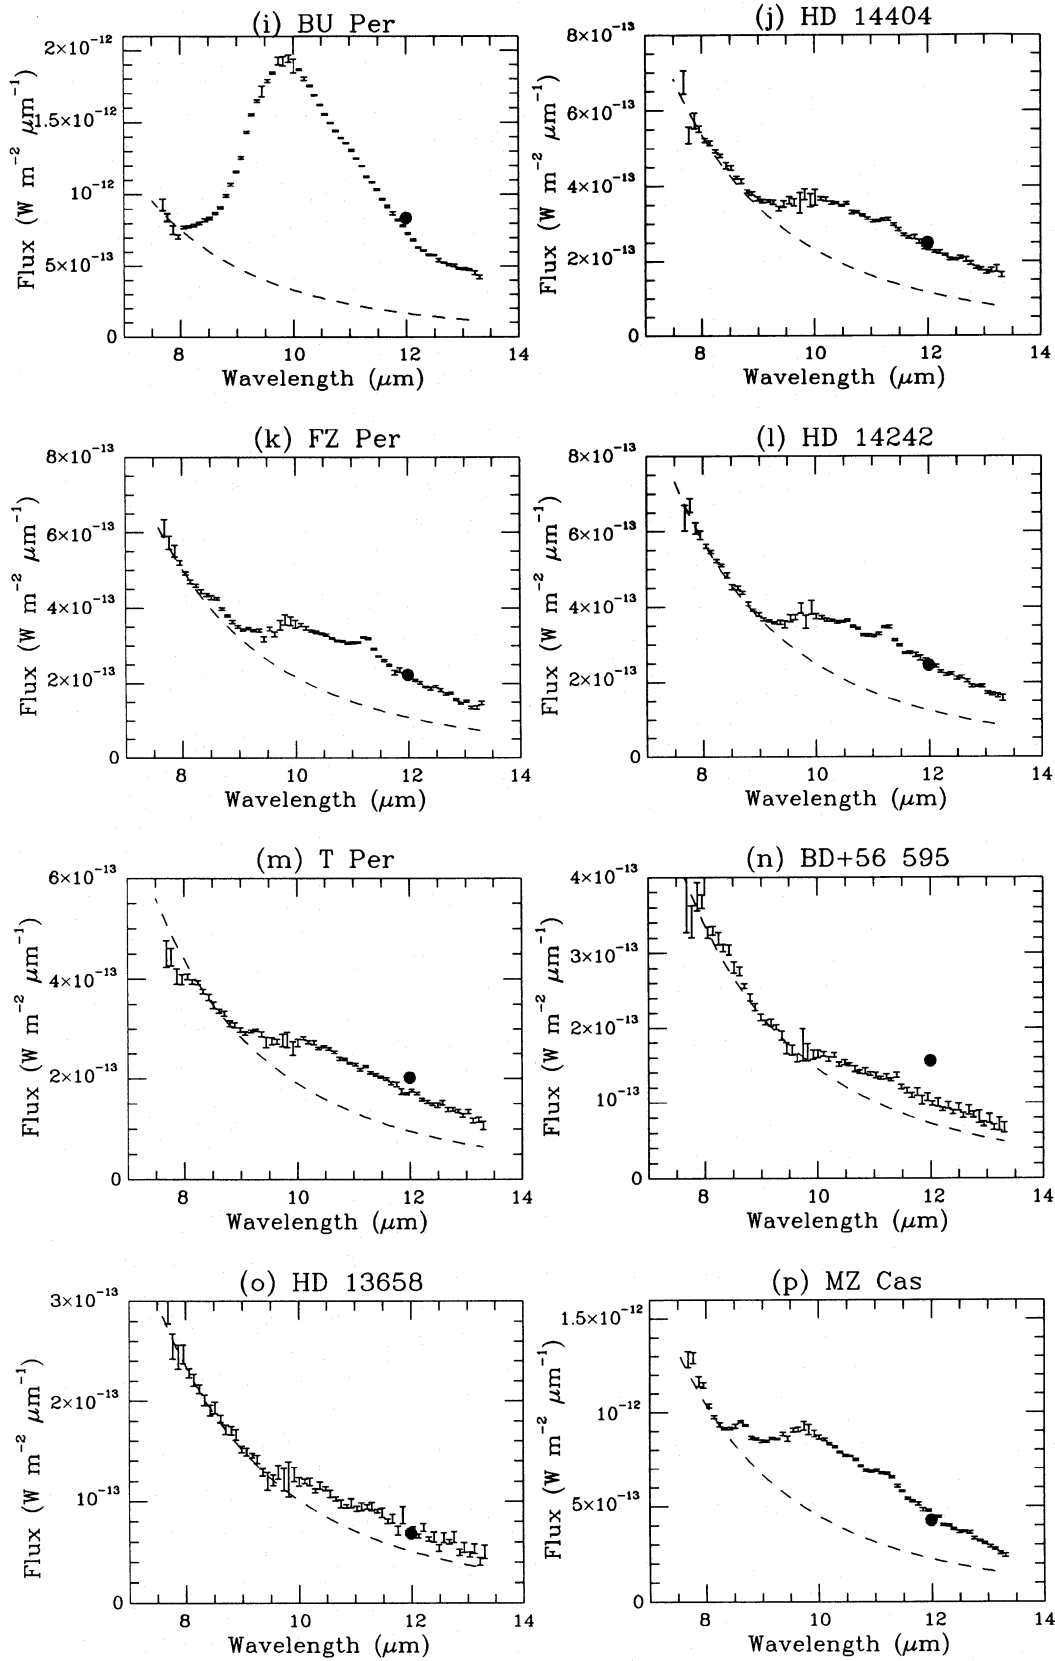 (i) BU Per
2×10⁻¹²
1.5×10⁻¹²
10⁻¹²
5×10⁻¹³
0
8 10 12 14
Wavelength (μm)
Flux (W m⁻² μm⁻¹)
(j) HD 14404
8×10⁻¹³
6×10⁻¹³
4×10⁻¹³
2×10⁻¹³
0
8 10 12 14
Wavelength (μm)
Flux (W m⁻² μm⁻¹)
(k) FZ Per
8×10⁻¹³
6×10⁻¹³
4×10⁻¹³
2×10⁻¹³
0
8 10 12 14
Wavelength (μm)
Flux (W m⁻² μm⁻¹)
(l) HD 14242
8×10⁻¹³
6×10⁻¹³
4×10⁻¹³
2×10⁻¹³
0
8 10 12 14
Wavelength (μm)
Flux (W m⁻² μm⁻¹)
(m) T Per
6×10⁻¹³
4×10⁻¹³
2×10⁻¹³
0
8 10 12 14
Wavelength (μm)
Flux (W m⁻² μm⁻¹)
(n) BD+56 595
4×10⁻¹³
3×10⁻¹³
2×10⁻¹³
10⁻¹³
0
8 10 12 14
Wavelength (μm)
Flux (W m⁻² μm⁻¹)
(o) HD 13658
3×10⁻¹³
2×10⁻¹³
10⁻¹³
0
8 10 12 14
Wavelength (μm)
Flux (W m⁻² μm⁻¹)
(p) MZ Cas
1.5×10⁻¹²
10⁻¹²
5×10⁻¹³
0
8 10 12 14
Wavelength (μm)
Flux (W m⁻² μm⁻¹)